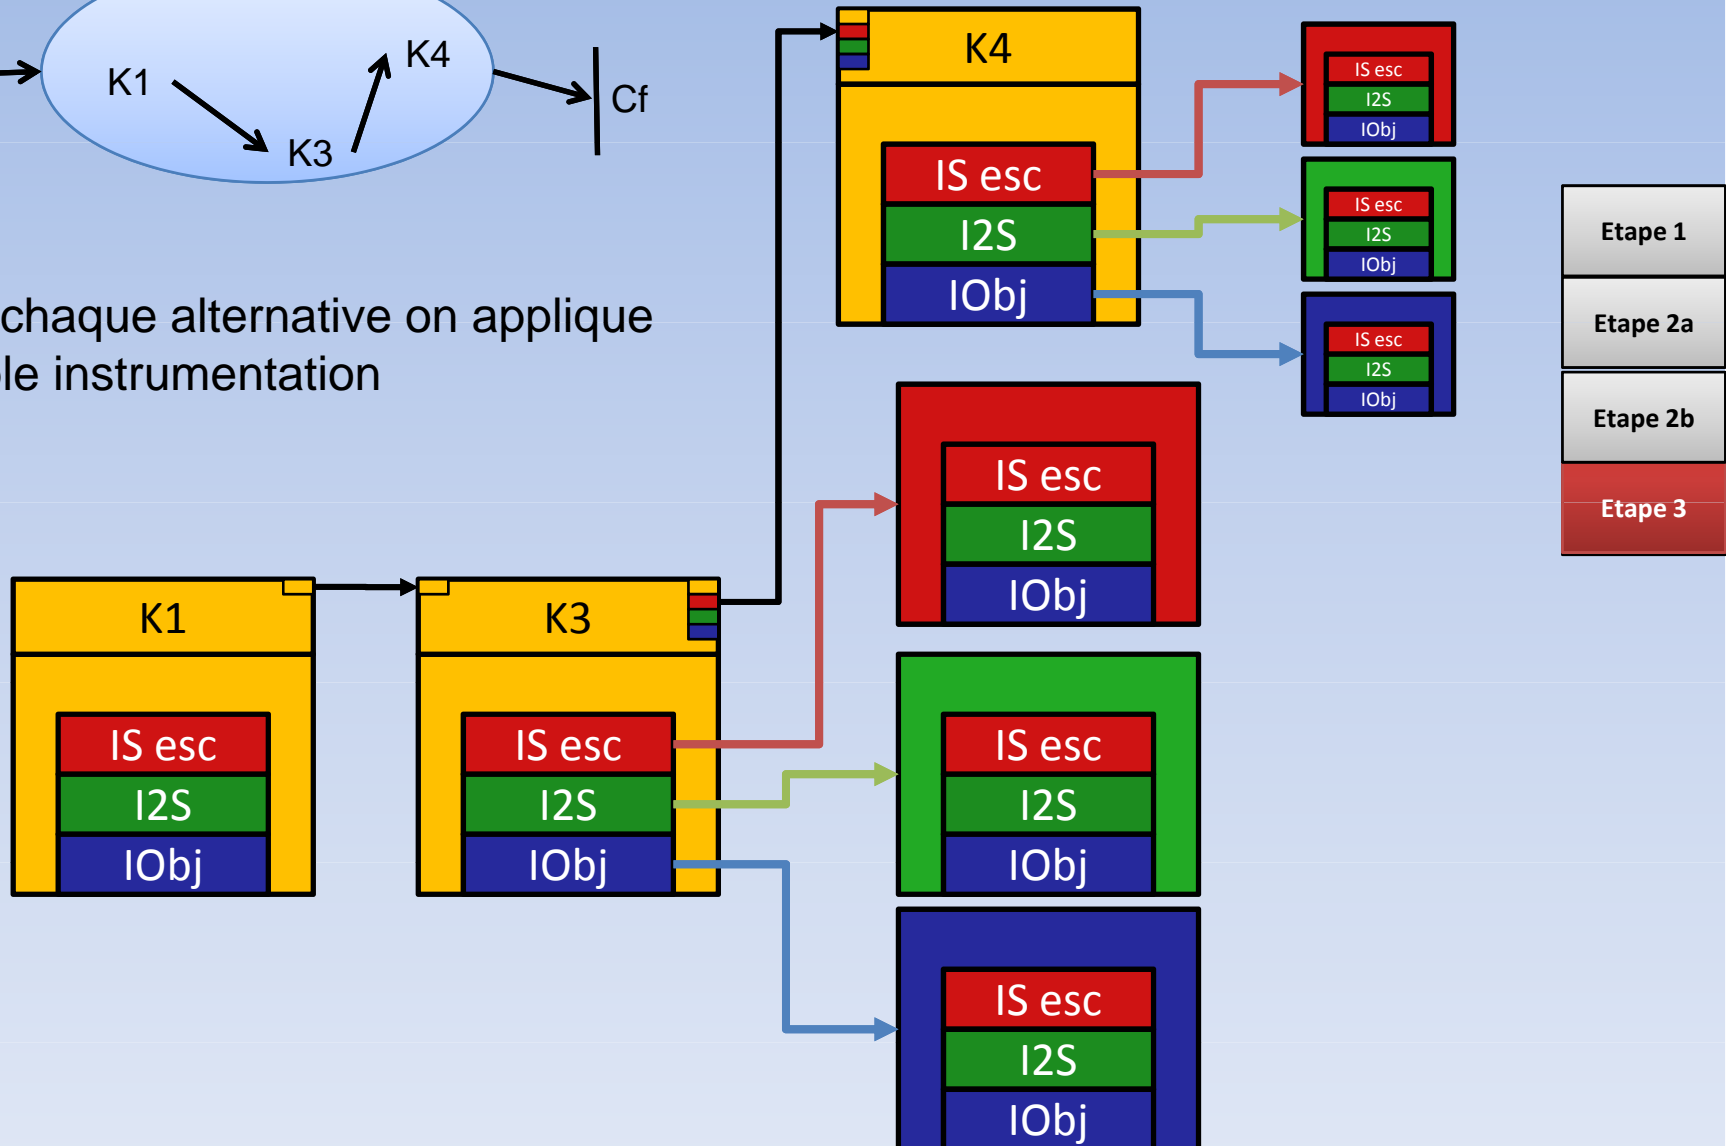 K1
K4
K3
Cf
chaque alternative on applique
instrumentation
K4
IS esc
I2S
IObj
IS esc
I2S
IObj
IS esc
I2S
IObj
IS esc
I2S
IObj
Etape 1
Etape 2a
Etape 2b
Etape 3
K1
IS esc
I2S
IObj
K3
IS esc
I2S
IObj
IS esc
I2S
IObj
IS esc
I2S
IObj
IS esc
I2S
IObj